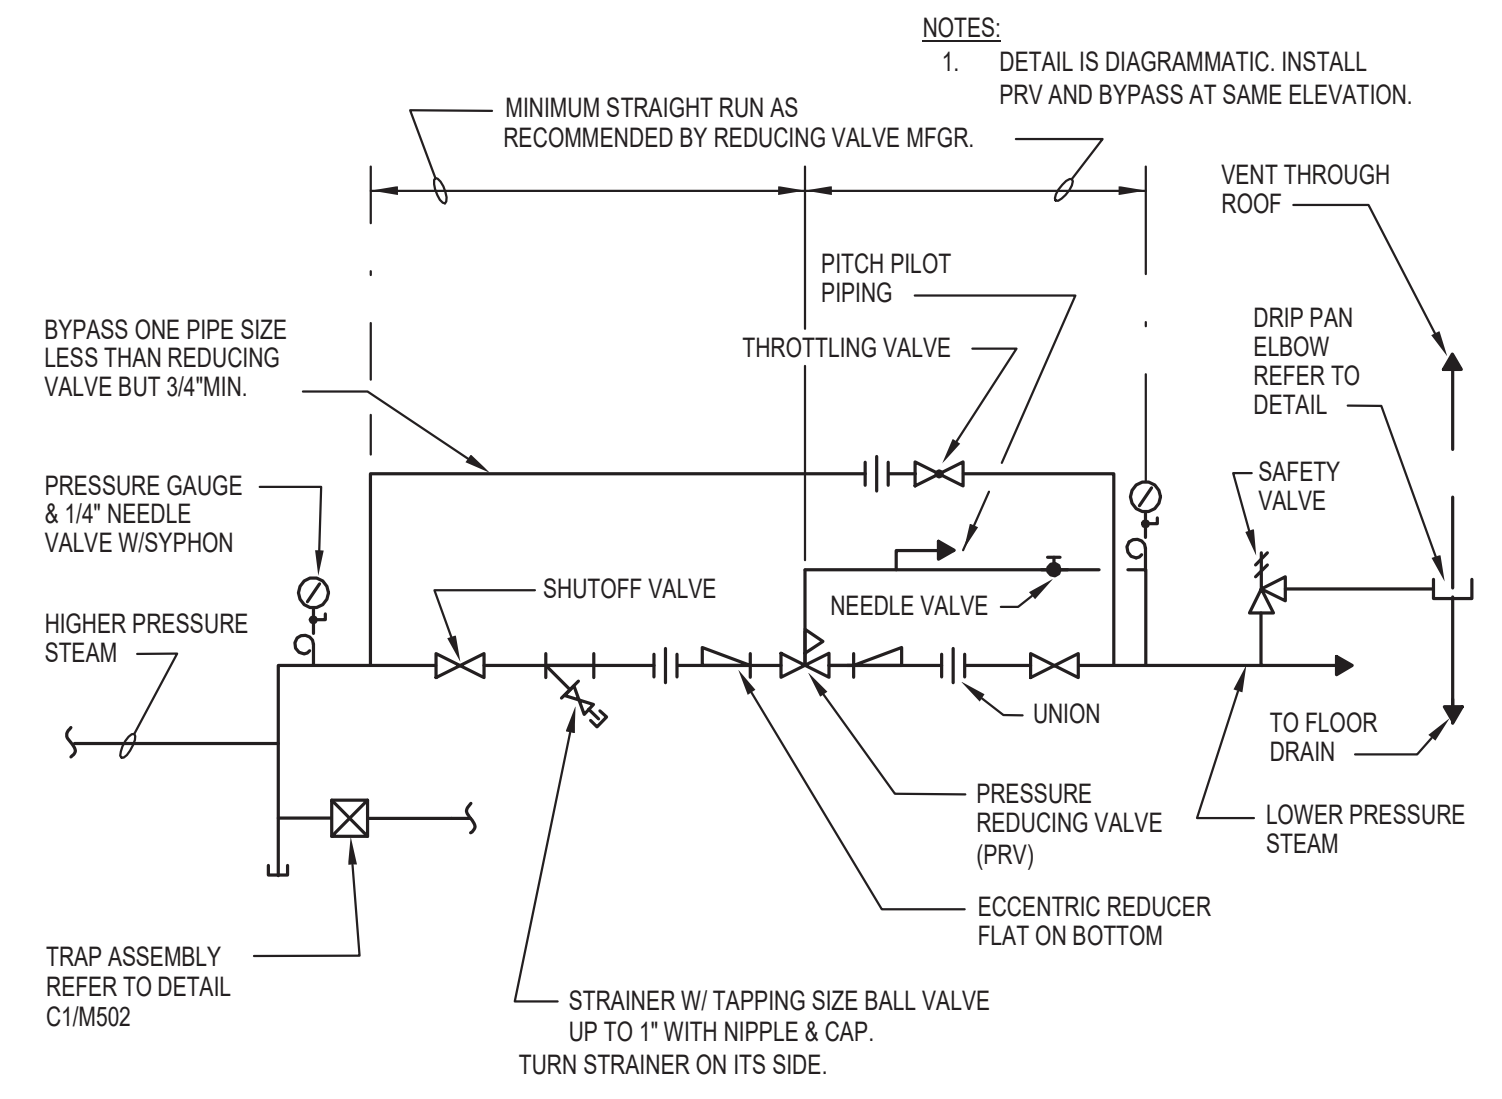 NOTES:
1. DETAIL IS DIAGRAMMATIC. INSTALL
PRV AND BYPASS AT SAME ELEVATION.
MINIMUM STRAIGHT RUN AS
RECOMMENDED BY REDUCING VALVE MFGR.
VENT THROUGH
ROOF
PITCH PILOT
PIPING
THROTTLING VALVE
DRIP PAN
ELBOW
REFER TO
DETAIL
BYPASS ONE PIPE SIZE
LESS THAN REDUCING
VALVE BUT 3/4"MIN.
PRESSURE GAUGE
& 1/4" NEEDLE
VALVE W/SYPHON
SAFETY
VALVE
SHUTOFF VALVE
NEEDLE VALVE
HIGHER PRESSURE
STEAM
UNION
TO FLOOR
DRAIN
PRESSURE
REDUCING VALVE
(PRV)
LOWER PRESSURE
STEAM
ECCENTRIC REDUCER
FLAT ON BOTTOM
TRAP ASSEMBLY
REFER TO DETAIL
C1/M502
STRAINER W/ TAPPING SIZE BALL VALVE
UP TO 1" WITH NIPPLE & CAP.
TURN STRAINER ON ITS SIDE.